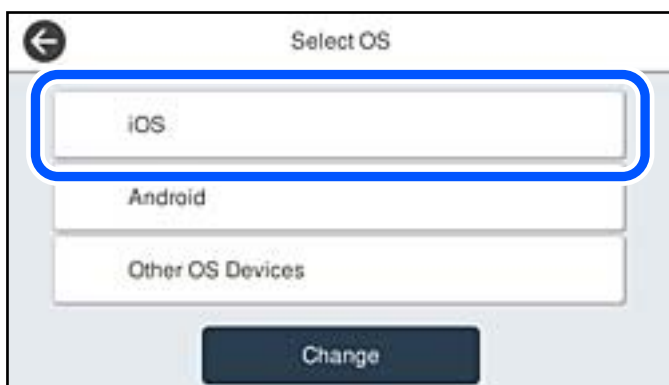 Select OS
iOS
Android
Other OS Devices
Change